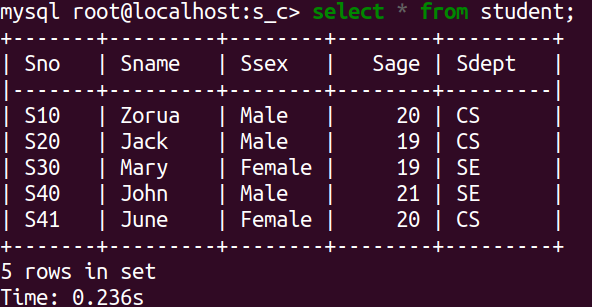 mysql root@localhost:s_c> select * from student;
+-------+---------+--------+--------+---------+
| Sno   | Sname   | Ssex   |   Sage | Sdept   |
|-------+---------+--------+--------+---------|
| S10   | Zorua   | Male   |     20 | CS      |
| S20   | Jack    | Male   |     19 | CS      |
| S30   | Mary    | Female |     19 | SE      |
| S40   | John    | Male   |     21 | SE      |
| S41   | June    | Female |     20 | CS      |
+-------+---------+--------+--------+---------+
5 rows in set
Time: 0.236s